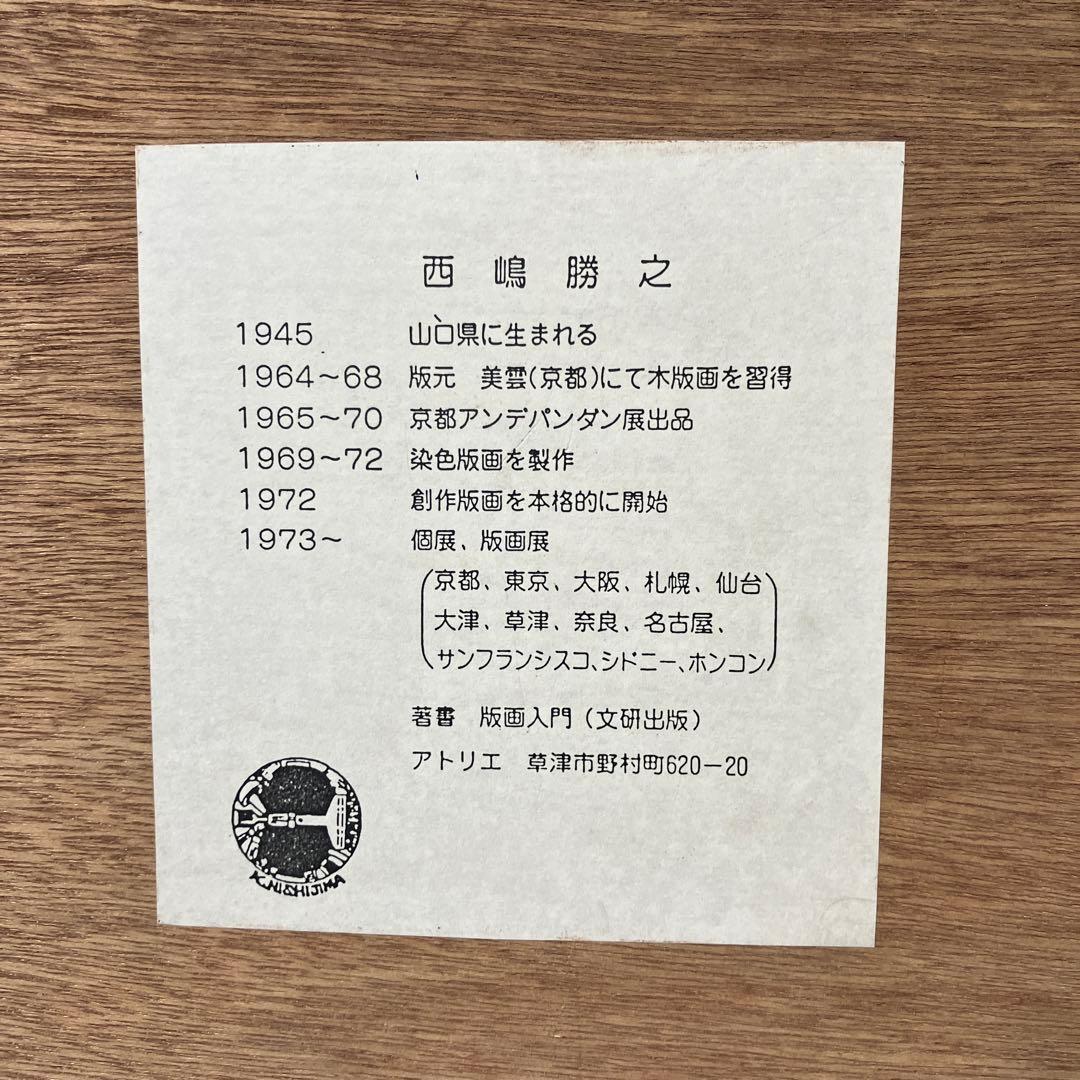 西嶋勝之
1945 山口県に生まれる
1964～68 版元 美雲(京都)にて木版画を習得
1965～70 京都アンデパンダン展出品
1969～72 染色版画を製作
1972 創作版画を本格的に開始
1973～ 個展、版画展
(京都、東京、大阪、札幌、仙台
大津、草津、奈良、名古屋、
サンフランシスコ、シドニー、ホンコン)
著書 版画入門(文研出版)
アトリエ 草津市野村町620－20
K.NISHIJIMA